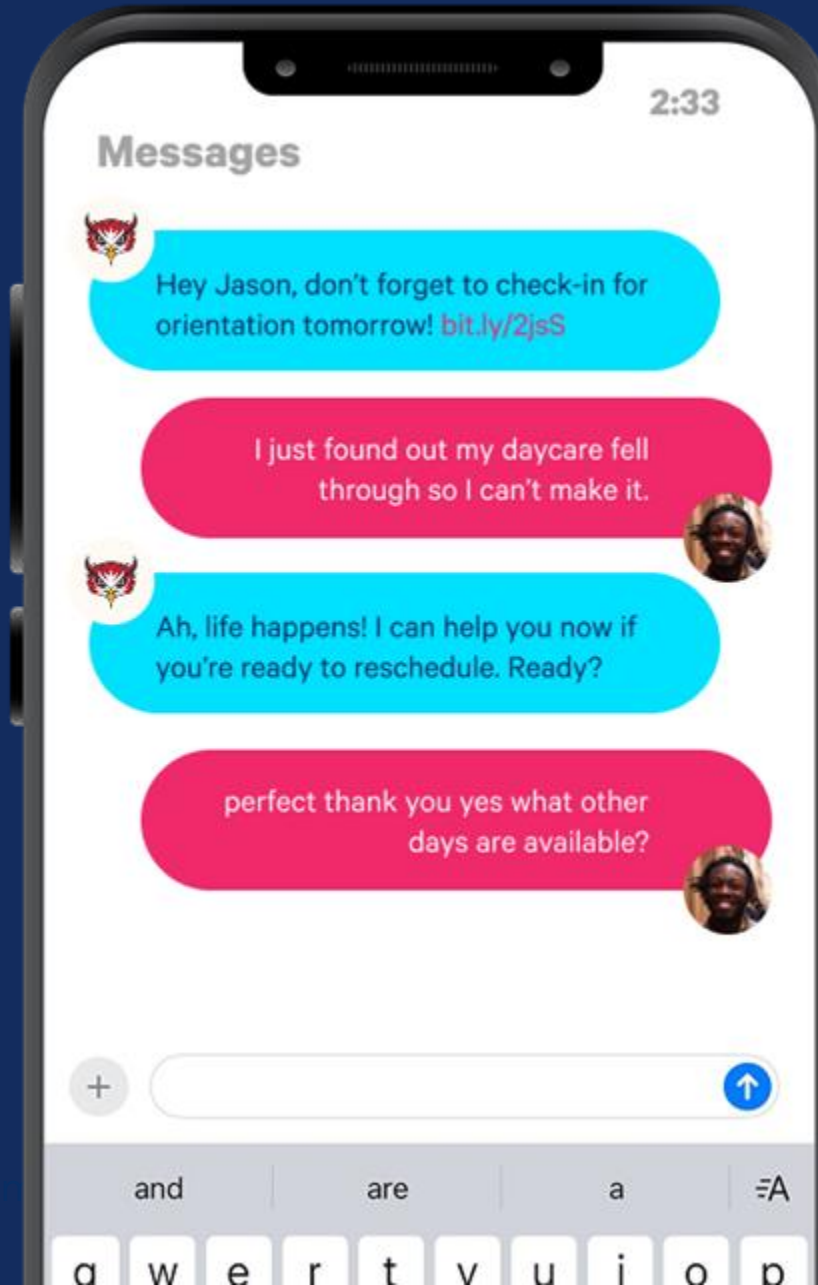 2:33
Messages
Hey Jason, don't forget to check-in for
orientation tomorrow! bit.ly/2jsS
I just found out my daycare fell
through so I can't make it.
Ah, life happens! I can help you now if
you're ready to reschedule. Ready?
perfect thank you yes what other
days are available?
and are a A
q w e r t y u i o p